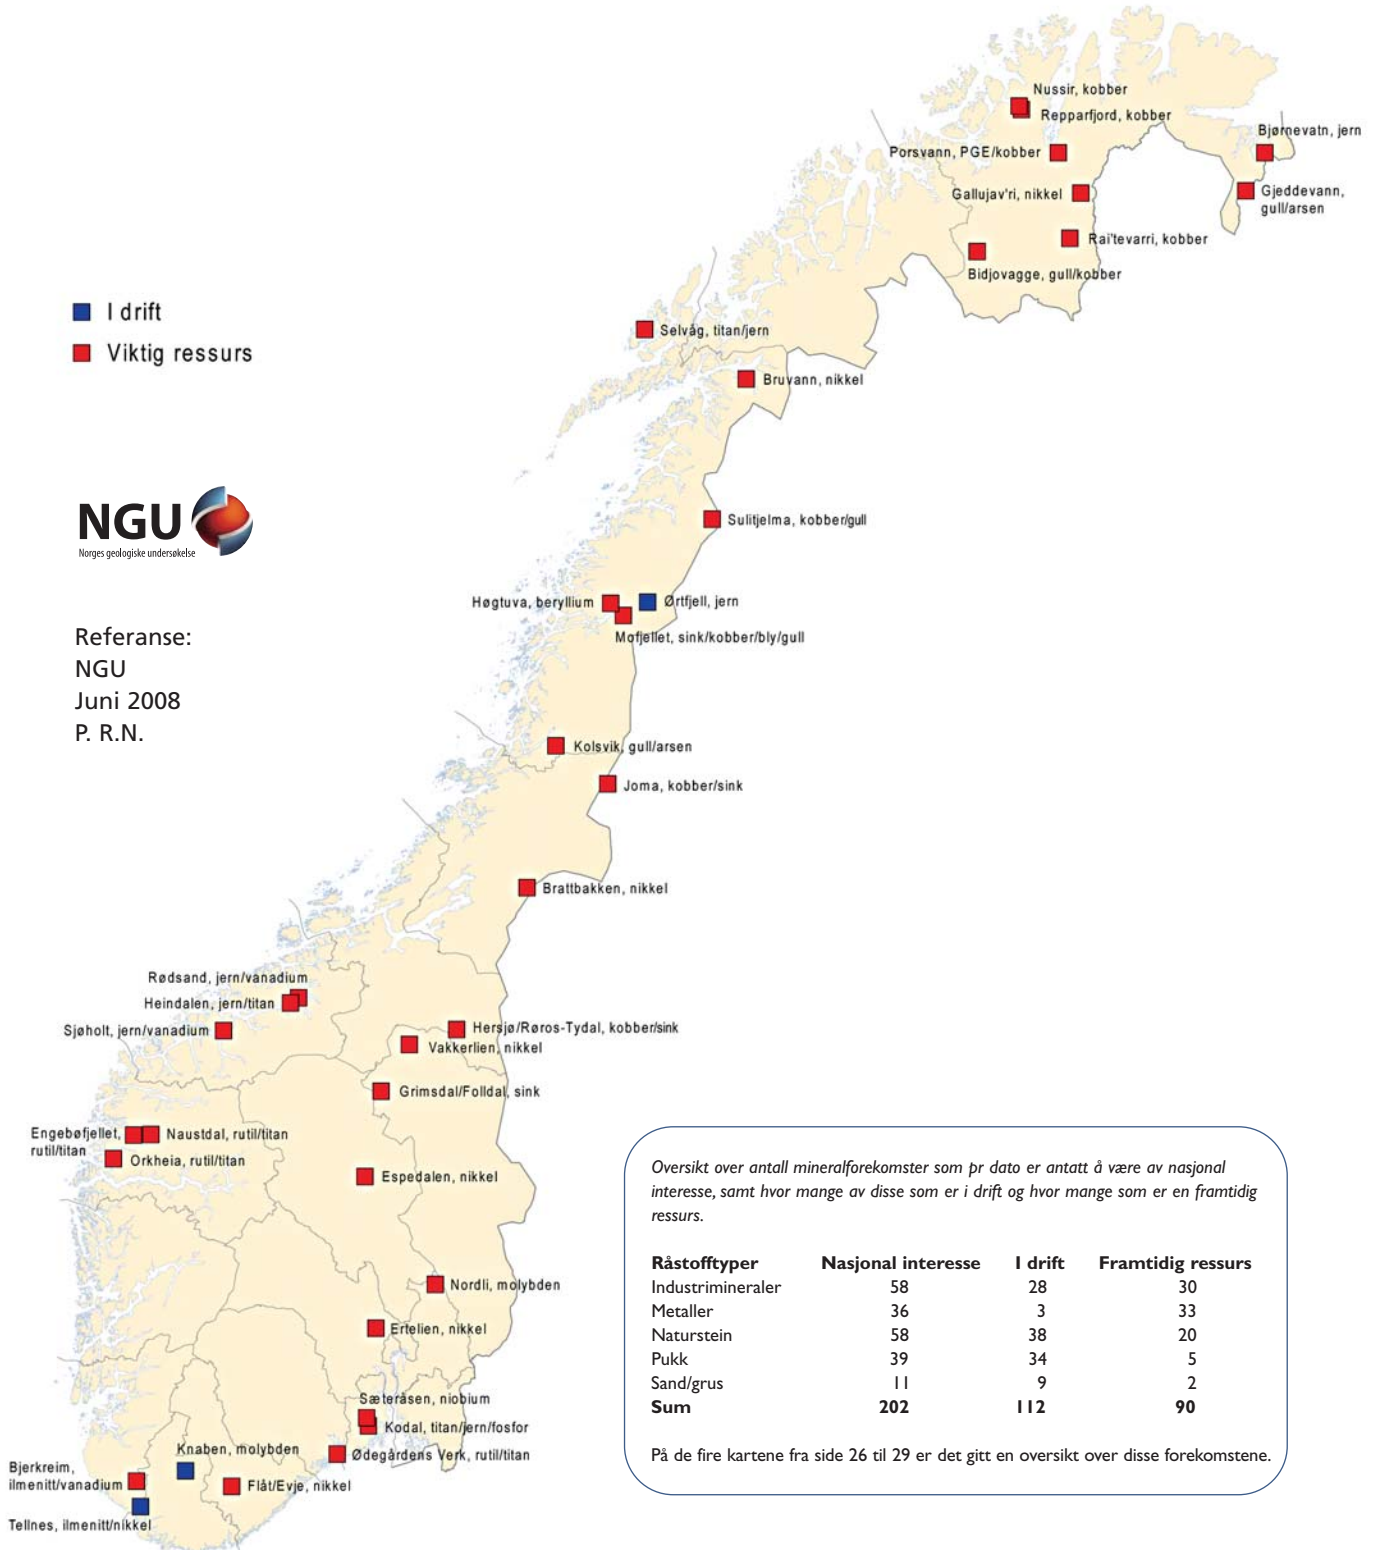 Nussir, kobber
Repparfjord, kobber
Bjørnevatn, jern
Porsvann, PGE/kobber
Gallujav'ri, nikkel
Gjeddevann,
gull/arsen
Rai'tevarri, kobber
Bidjovagge, gull/kobber
I drift
Viktig ressurs
Selvåg, titan/jern
Bruvann, nikkel
NGU
Norges geologiske undersøkelse
Sulitjelma, kobber/gull
Høgtuva, beryllium
Ørtfjell, jern
Mofjellet, sink/kobber/bly/gull
Referanse:
NGU
Juni 2008
P. R.N.
Kolsvik, gull/arsen
Joma, kobber/sink
Brattbakken, nikkel
Rødsand, jern/vanadium
Heindalen, jern/titan
Sjøholt, jern/vanadium
Hersjø/Røros-Tydal, kobber/sink
Vakkerlien, nikkel
Grimsdal/Folldal, sink
Engebøfjellet,
rutil/titan
Naustdal, rutil/titan
Orkheia, rutil/titan
Espedalen, nikkel
Nordli, molybden
Ertelien, nikkel
Sæteråsen, niobium
Kodal, titan/jern/fosfor
Ødegårdens Verk, rutil/titan
Knaben, molybden
Bjerkreim,
ilmenitt/vanadium
Flåt/Evje, nikkel
Tellnes, ilmenitt/nikkel
Oversikt over antall mineralforekomster som pr dato er antatt å være av nasjonal
interesse, samt hvor mange av disse som er i drift og hvor mange som er en framtidig
ressurs.
Råstofftyper Nasjonal interesse I drift Framtidig ressurs
Industrimineraler 58 28 30
Metaller 36 3 33
Naturstein 58 38 20
Pukk 39 34 5
Sand/grus 11 9 2
Sum 202 112 90
På de fire kartene fra side 26 til 29 er det gitt en oversikt over disse forekomstene.